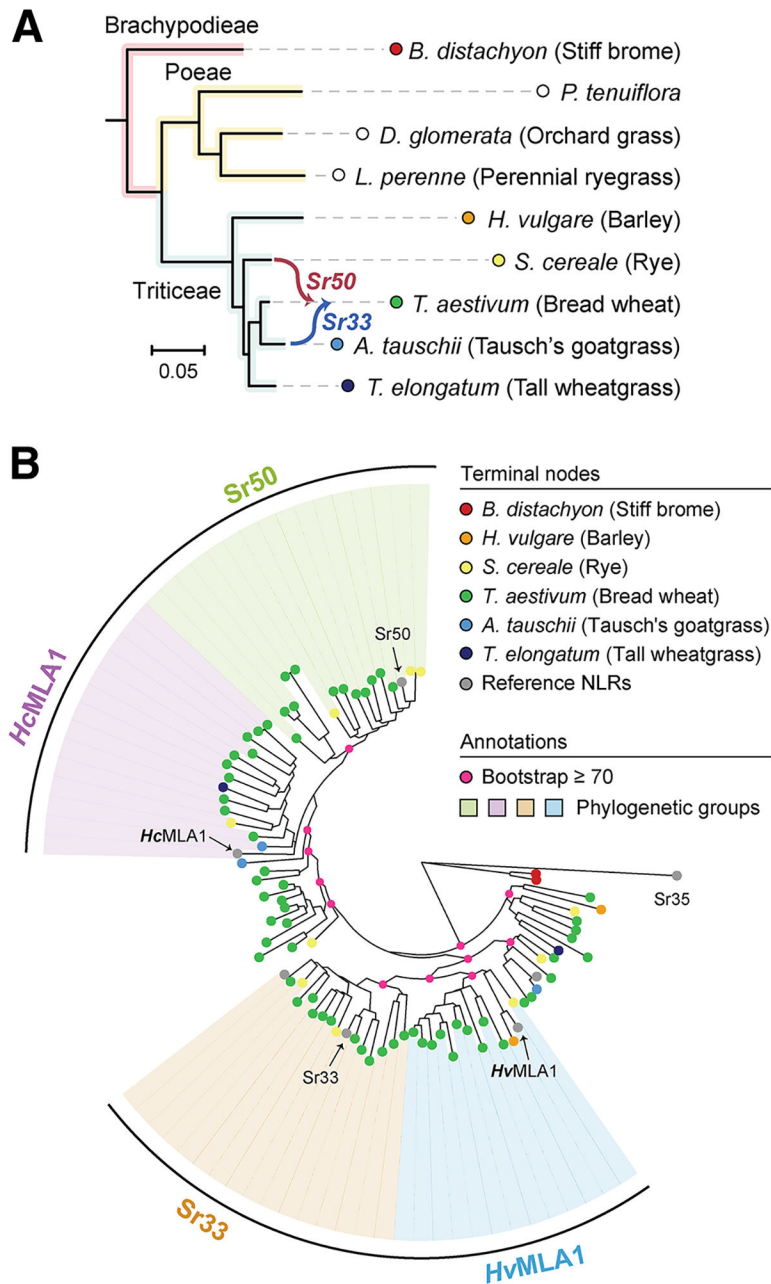 A
Brachypodieae
B. distachyon (Stiff brome)
Poeae
P. tenuiflora
D. glomerata (Orchard grass)
L. perenne (Perennial ryegrass)
H. vulgare (Barley)
S. cereale (Rye)
Triticeae
Sr50
T. aestivum (Bread wheat)
Sr33
A. tauschii (Tausch's goatgrass)
0.05
T. elongatum (Tall wheatgrass)
B
Sr50
Terminal nodes
B. distachyon (Stiff brome)
H. vulgare (Barley)
S. cereale (Rye)
T. aestivum (Bread wheat)
A. tauschii (Tausch's goatgrass)
T. elongatum (Tall wheatgrass)
Reference NLRs
Annotations
Bootstrap ≥ 70
Phylogenetic groups
Sr50
HcMLA1
HcMLA1
Sr35
Sr33
HvMLA1
Sr33
HvMLA1